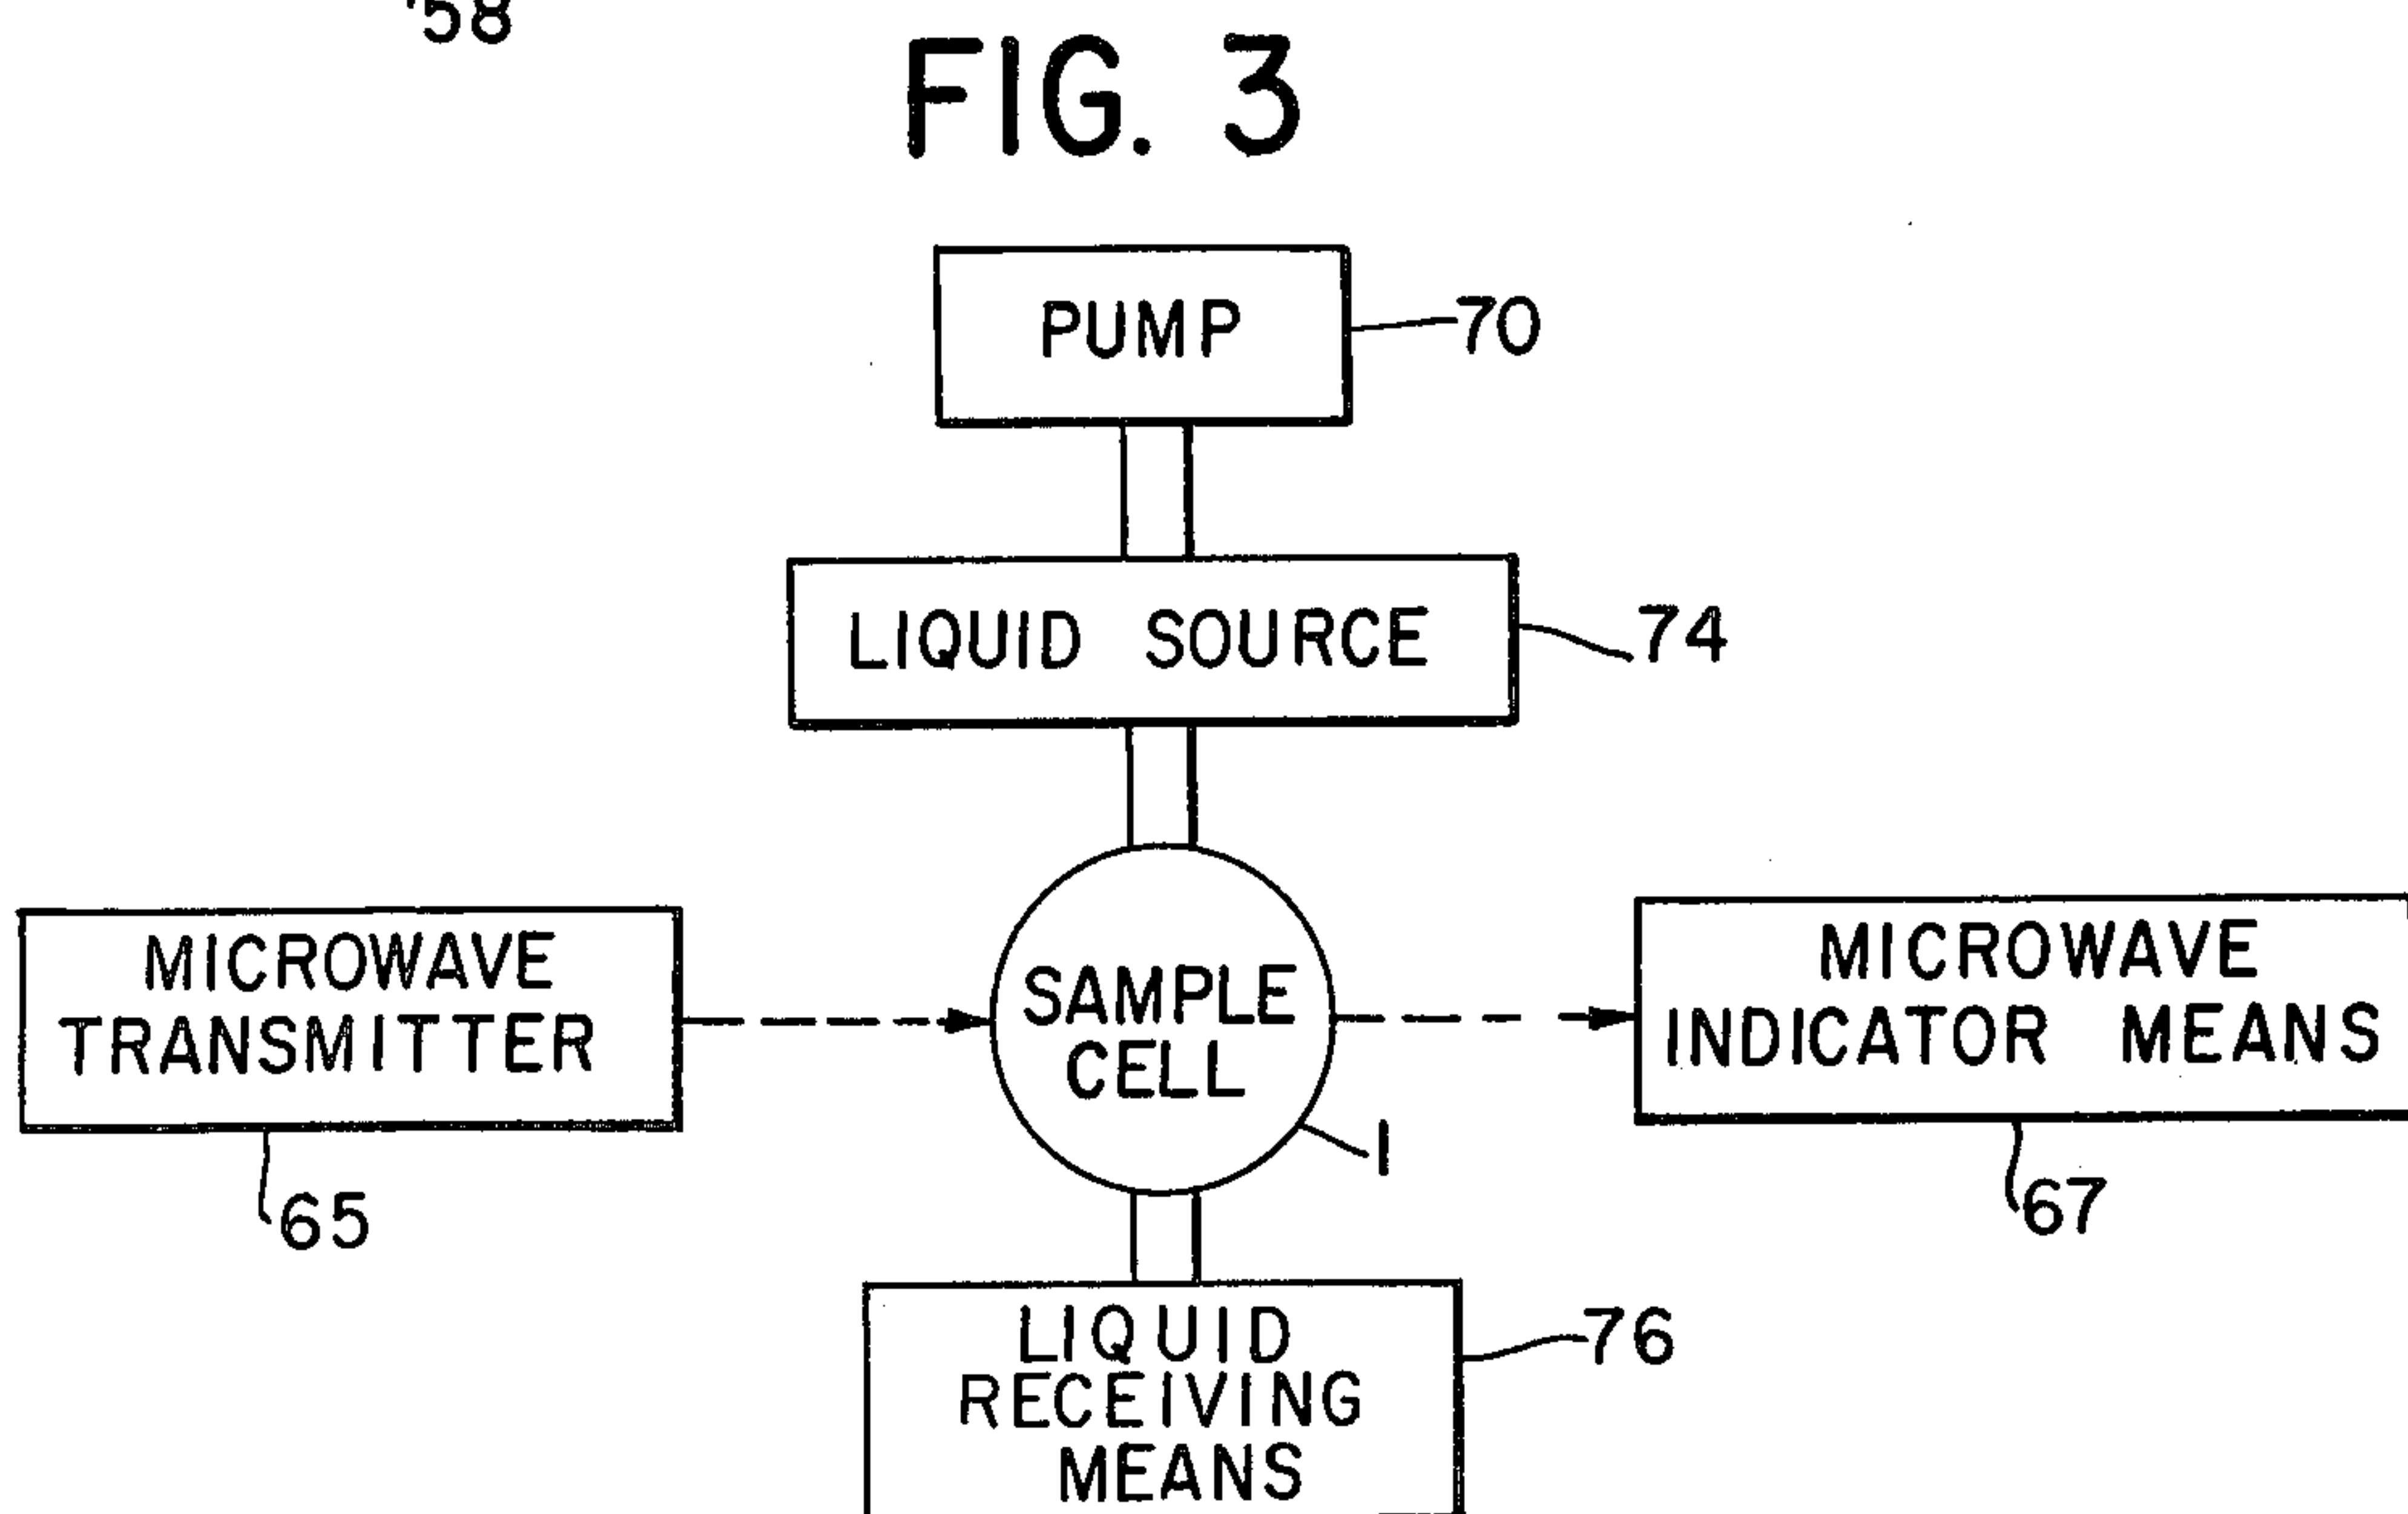 58
FIG. 3
PUMP
70
LIQUID SOURCE
74
MICROWAVE
TRANSMITTER
65
SAMPLE
CELL
1
MICROWAVE
INDICATOR MEANS
67
LIQUID
RECEIVING
MEANS
76